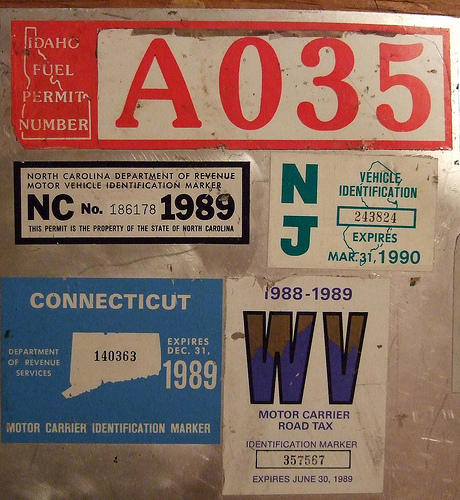 IDAHO
FUEL
PERMIT
NUMBER
A035
NORTH CAROLINA DEPARTMENT OF REVENUE
MOTOR VEHICLE IDENTIFICATION MARKER
NC No. 186178 1989
THIS PERMIT IS THE PROPERTY OF THE STATE OF NORTH CAROLINA
NJ
VEHICLE
IDENTIFICATION
243824
EXPIRES
MAR.31,1990
CONNECTICUT
DEPARTMENT
OF REVENUE
SERVICES
140363
EXPIRES
DEC. 31,
1989
MOTOR CARRIER IDENTIFICATION MARKER
1988-1989
WV
MOTOR CARRIER
ROAD TAX
IDENTIFICATION MARKER
357567
EXPIRES JUNE 30, 1989